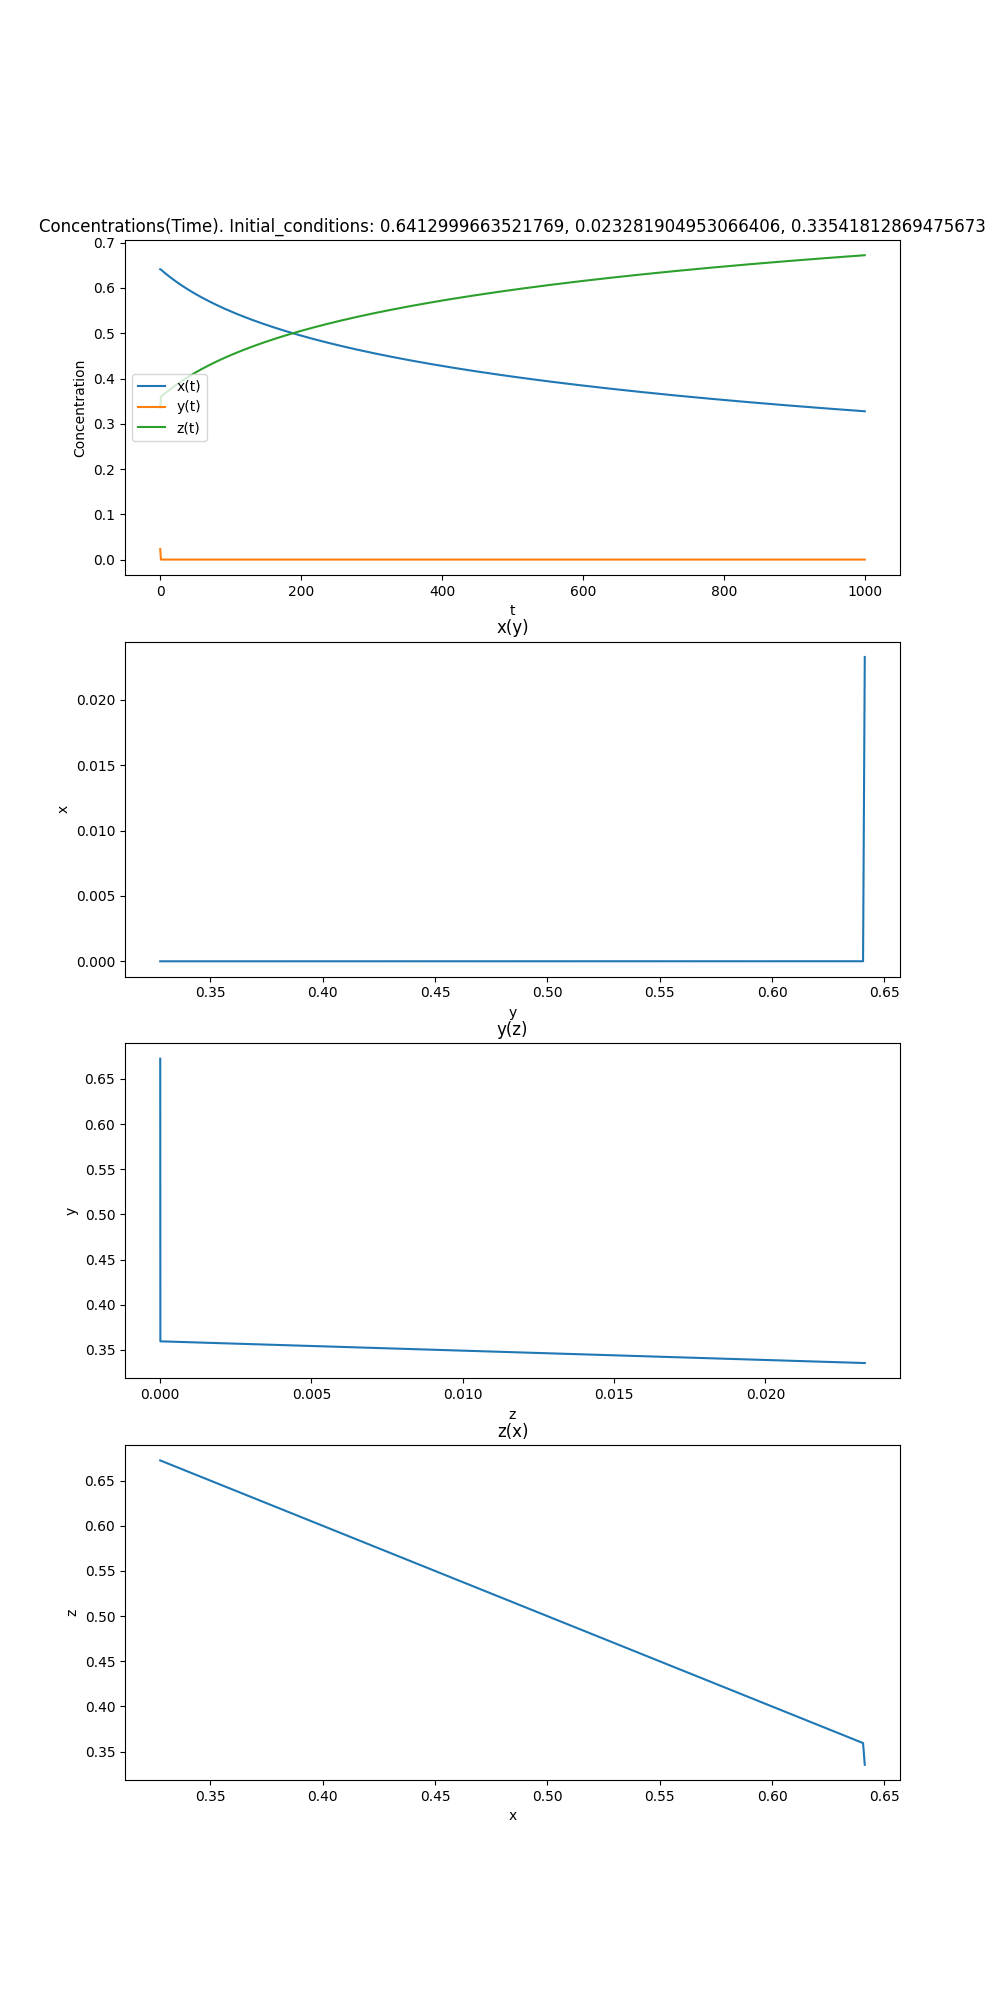 Concentrations(Time). Initial_conditions: 0.6412999663521769, 0.023281904953066406, 0.33541812869475673
0.7
0.6
0.5
0.4
0.3
0.2
0.1
0.0
Concentration
x(t)
y(t)
z(t)
0 200 400 600 800 1000
t
x(y)
0.020
0.015
0.010
0.005
0.000
x
0.35 0.40 0.45 0.50 0.55 0.60 0.65
y
y(z)
0.65
0.60
0.55
0.50
0.45
0.40
0.35
y
0.000 0.005 0.010 0.015 0.020
z
z(x)
0.65
0.60
0.55
0.50
0.45
0.40
0.35
z
0.35 0.40 0.45 0.50 0.55 0.60 0.65
x